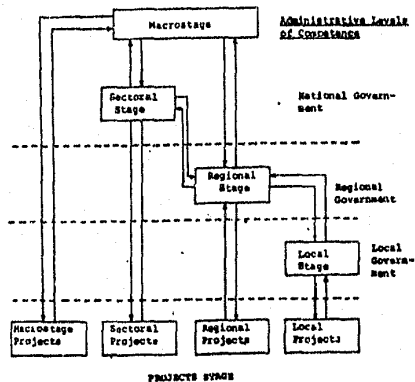 Macrostage
Administrative Levels
of Competance
Sectoral
Stage
National Govern-
ment
Regional
Stage
Regional
Government
Local
Stage
Local
Govern-
ment
Macrostage
Projects
Sectoral
Projects
Regional
Projects
Local
Projects
PROJECTS STAGE